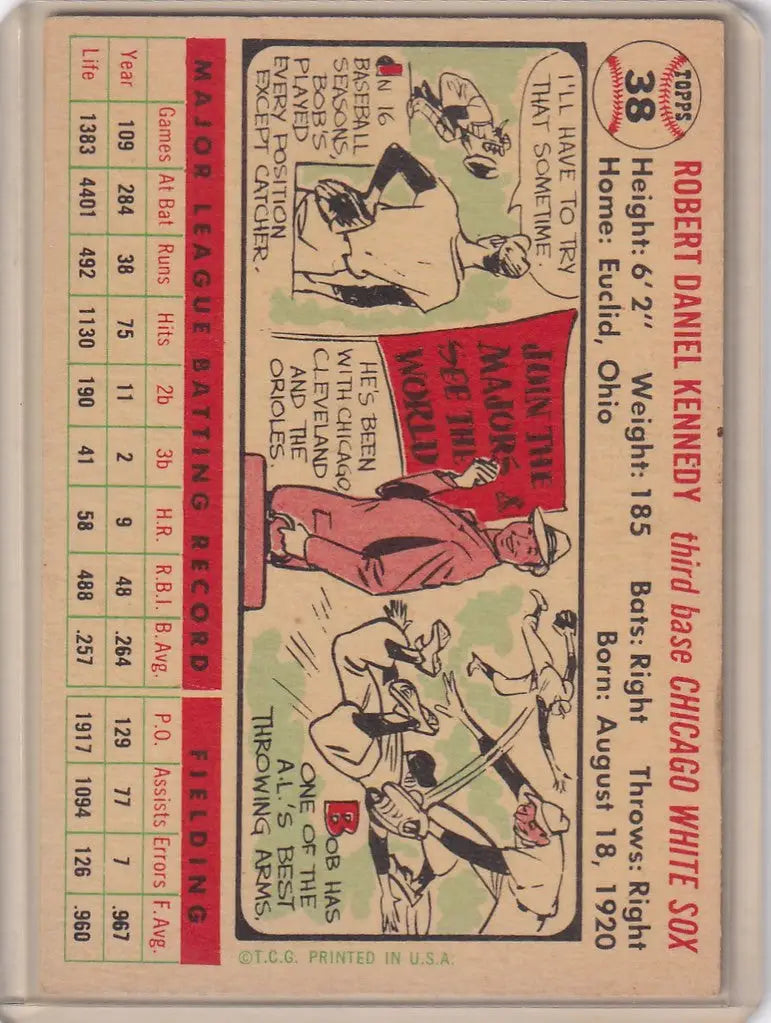 TOPPS
38
ROBERT DANIEL KENNEDY third base CHICAGO WHITE SOX
Height: 6'2" Weight: 185 Bats: Right Throws: Right
Home: Euclid, Ohio Born: August 18, 1920
I'LL HAVE TO TRY
THAT SOMETIME.
IN 16
BASEBALL
SEASONS,
BOB'S
PLAYED
EVERY POSITION
EXCEPT CATCHER.
JOIN THE
MAJORS &
SEE THE
WORLD
HE'S BEEN
WITH CHICAGO,
CLEVELAND
AND THE
ORIOLES.
BOB HAS
ONE OF THE
A.L.'S BEST
THROWING ARMS.
©T.C.G. PRINTED IN U.S.A.
MAJOR LEAGUE BATTING RECORD FIELDING
Games At Bat Runs Hits 2b 3b H.R. R.B.I. B.Avg. P.O. Assists Errors F.Avg.
Year 109 284 38 75 11 2 9 48 .264 129 77 7 .967
Life 1383 4401 492 1130 190 41 58 488 .257 1917 1094 126 .960